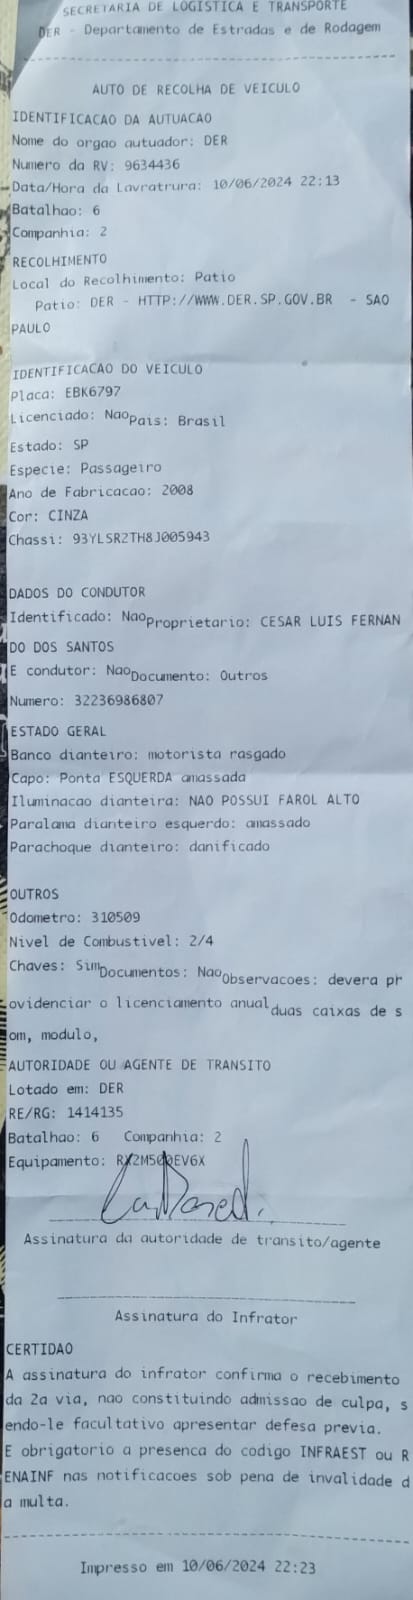 SECRETARIA DE LOGISTICA E TRANSPORTE
DER - Departamento de Estradas e de Rodagem
AUTO DE RECOLHA DE VEICULO
IDENTIFICACAO DA AUTUACAO
Nome do orgao autuador: DER
Numero da RV: 9634436
Data/Hora da Lavratrura: 10/06/2024 22:13
Batalhao: 6
Companhia: 2
RECOLHIMENTO
Local do Recolhimento: Patio
Patio: DER - HTTP://WWW.DER.SP.GOV.BR - SAO
PAULO
IDENTIFICACAO DO VEICULO
Placa: EBK6797
Licenciado: Nao Pais: Brasil
Estado: SP
Especie: Passageiro
Ano de Fabricacao: 2008
Cor: CINZA
Chassi: 93YLSR2TH8J005943
DADOS DO CONDUTOR
Identificado: Nao Proprietario: CESAR LUIS FERNAN
DO DOS SANTOS
E condutor: Nao Documento: Outros
Numero: 32236986807
ESTADO GERAL
Banco dianteiro: motorista rasgado
Capo: Ponta ESQUERDA amassada
Iluminacao dianteira: NAO POSSUI FAROL ALTO
Paralama dianteiro esquerdo: amassado
Parachoque dianteiro: danificado
OUTROS
Odometro: 310509
Nivel de Combustivel: 2/4
Chaves: Sim Documentos: Nao Observacoes: devera pr
ovidenciar o licenciamento anual duas caixas de s
om, modulo,
AUTORIDADE OU AGENTE DE TRANSITO
Lotado em: DER
RE/RG: 1414135
Batalhao: 6 Companhia: 2
Equipamento:
Assinatura da autoridade de transito/agente
Assinatura do Infrator
CERTIDAO
A assinatura do infrator confirma o recebimento
da 2a via, nao constituindo admissao de culpa, s
endo-le facultativo apresentar defesa previa.
E obrigatorio a presenca do codigo INFRAEST ou R
ENAINF nas notificacoes sob pena de invalidade d
a multa.
Impresso em 10/06/2024 22:23